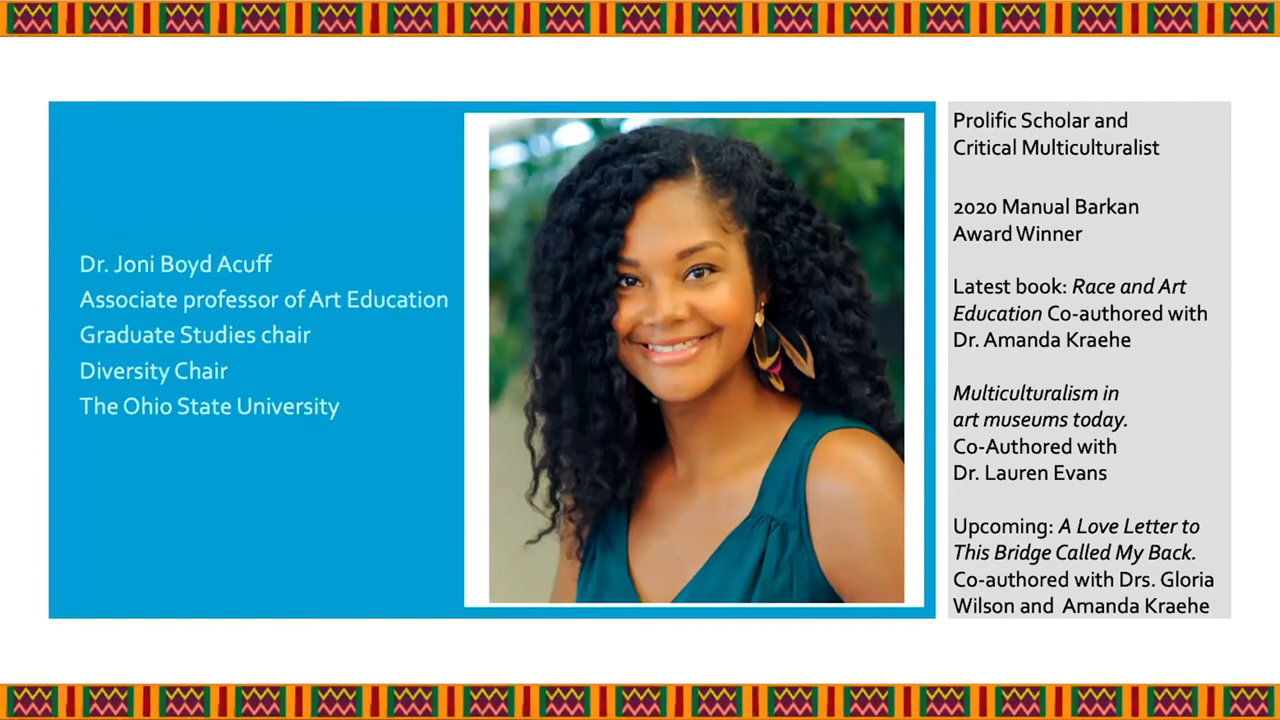 Dr. Joni Boyd Acuff
Associate professor of Art Education
Graduate Studies chair
Diversity Chair
The Ohio State University
Prolific Scholar and
Critical Multiculturalist
2020 Manual Barkan
Award Winner
Latest book: Race and Art
Education Co-authored with
Dr. Amanda Kraehe
Multiculturalism in
art museums today.
Co-Authored with
Dr. Lauren Evans
Upcoming: A Love Letter to
This Bridge Called My Back.
Co-authored with Drs. Gloria
Wilson and Amanda Kraehe